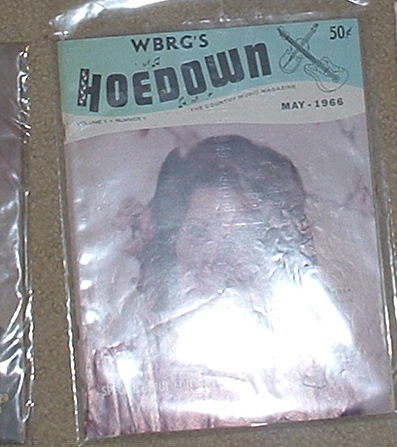 WBRG'S
50¢
HOEDOWN
THE COUNTRY MUSIC MAGAZINE
VOLUME 1 - NUMBER 1
MAY - 1966